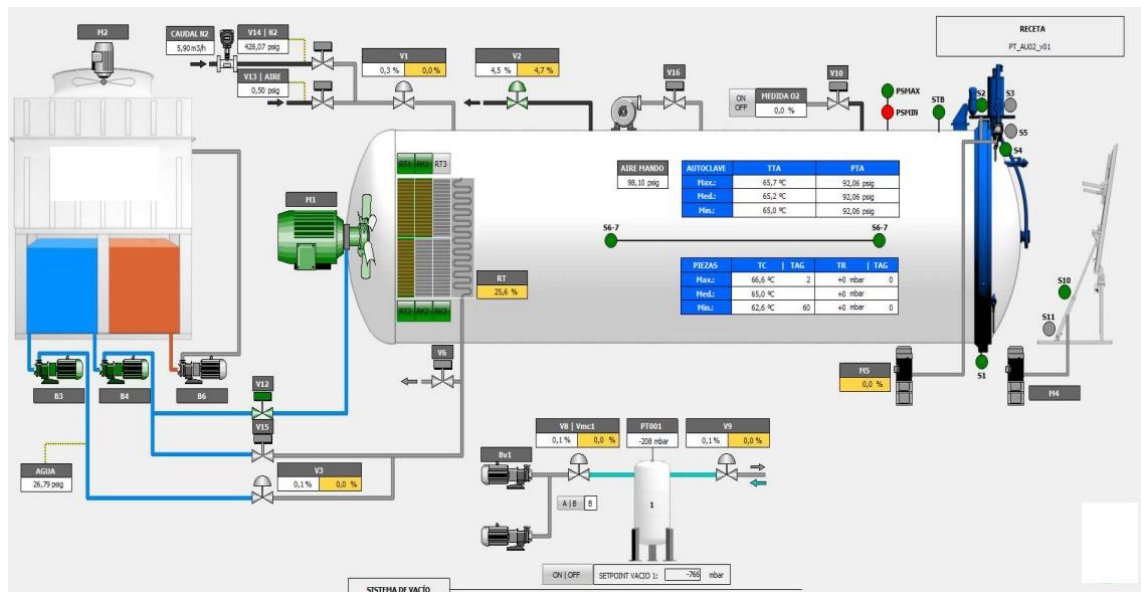 M2
CAUDAL N2
5,90 m3/h
V14 | N2
428,07 psig
V13 | AIRE
0,50 psig
V1
0,3 % 0,0 %
V2
4,5 % 4,7 %
V16
ON
OFF
MEDIDA O2
0,0 %
V10
PSMAX
PSMIN
STB
S2
S3
S5
S4
RECETA
PT_AU02_v01
M1
RT4 RK1 RT3
RT2 RK2 RK3
RT
25,6 %
AIRE MANDO
98,10 psig
AUTOCLAVE TTA PTA
Max.: 65,7 ºC 92,06 psig
Med.: 65,2 ºC 92,06 psig
Min.: 65,0 ºC 92,06 psig
S6-7 S6-7
PIEZAS TC | TAG TR | TAG
Max.: 66,6 ºC 2 +0 mbar 0
Med.: 65,0 ºC +0 mbar
Min.: 62,6 ºC 60 +0 mbar 0
S10
S11
S1
M5
0,0 %
M4
B3
B4
B6
V6
V12
V15
V3
0,1 % 0,0 %
AGUA
26,79 psig
Bv1
V8 | Vmc1
0,1 % 0,0 %
PT001
-208 mbar
V9
0,1 % 0,0 %
A | B B
1
ON | OFF
SETPOINT VACIO 1: -766 mbar
SISTEMA DE VACÍO